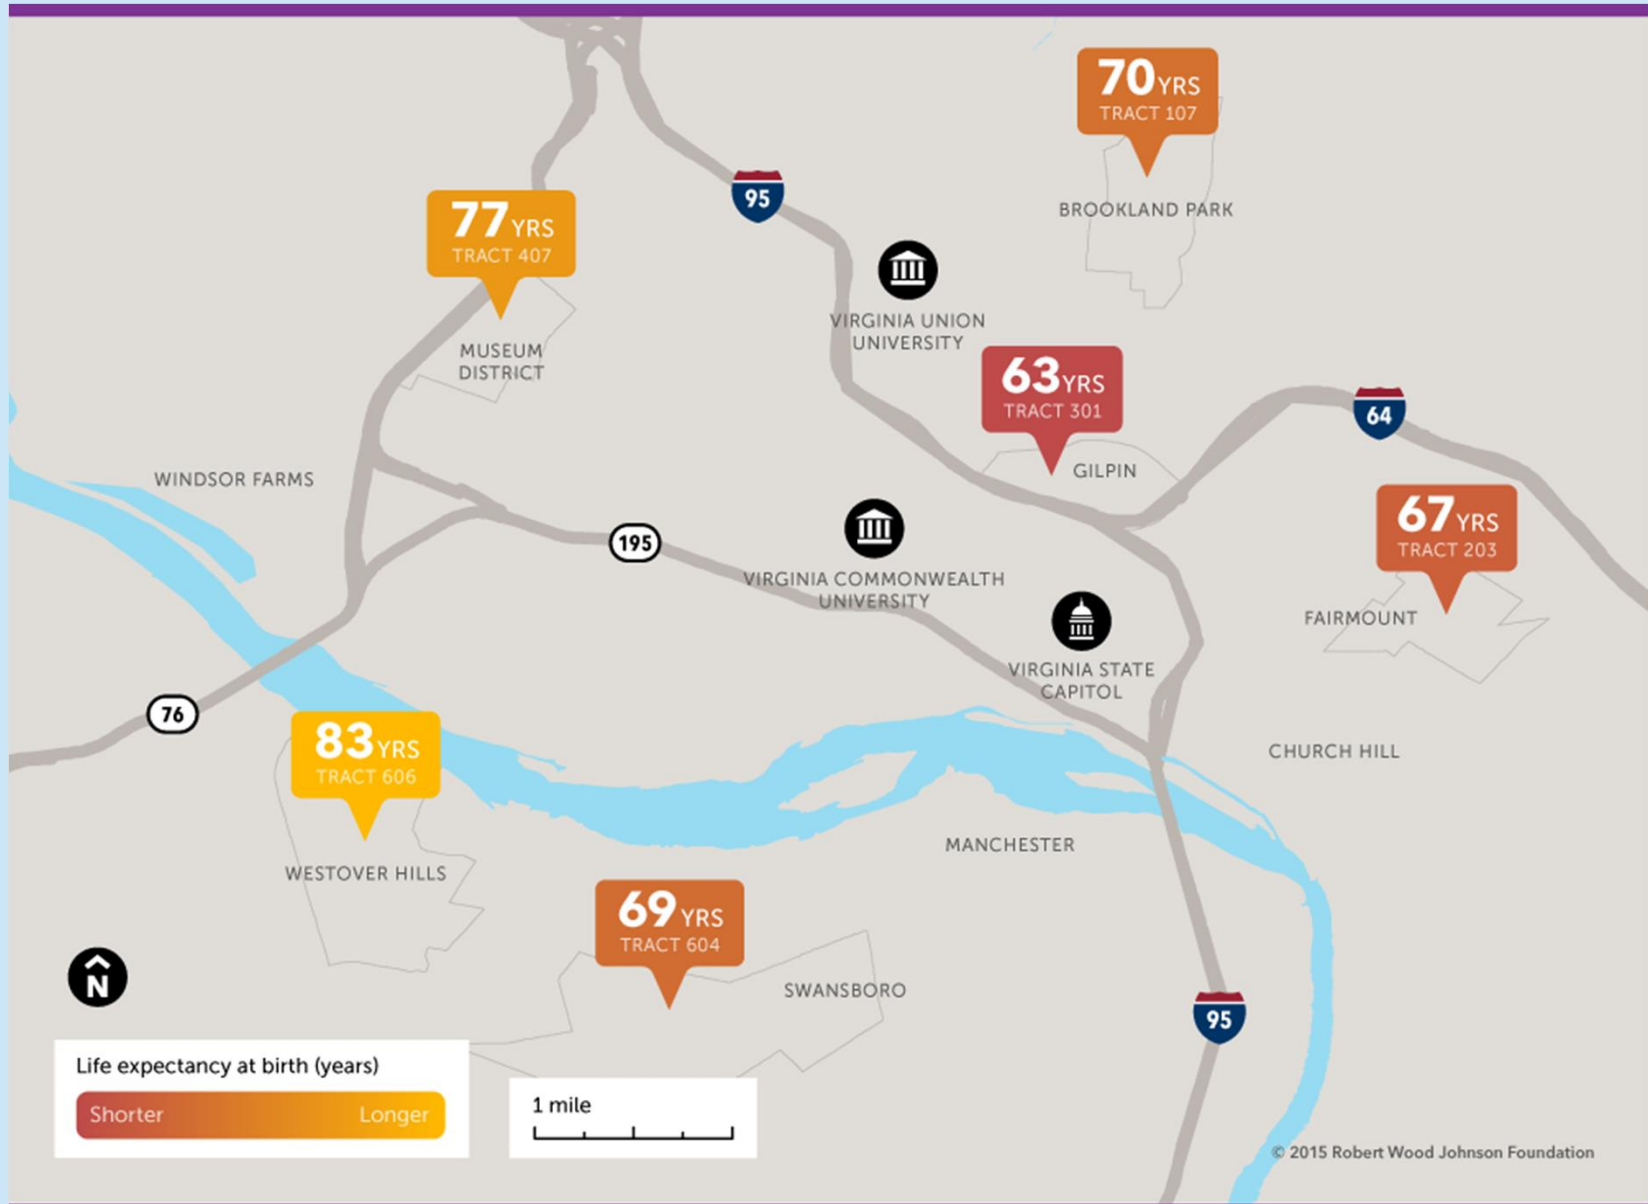 70 YRS
TRACT 107
BROOKLAND PARK
95
77 YRS
TRACT 407
MUSEUM
DISTRICT
VIRGINIA UNION
UNIVERSITY
63 YRS
TRACT 301
GILPIN
64
WINDSOR FARMS
67 YRS
TRACT 203
FAIRMOUNT
195
VIRGINIA COMMONWEALTH
UNIVERSITY
VIRGINIA STATE
CAPITOL
76
83 YRS
TRACT 606
WESTOVER HILLS
CHURCH HILL
MANCHESTER
69 YRS
TRACT 604
SWANSBORO
N
95
Life expectancy at birth (years)
Shorter Longer
1 mile
© 2015 Robert Wood Johnson Foundation